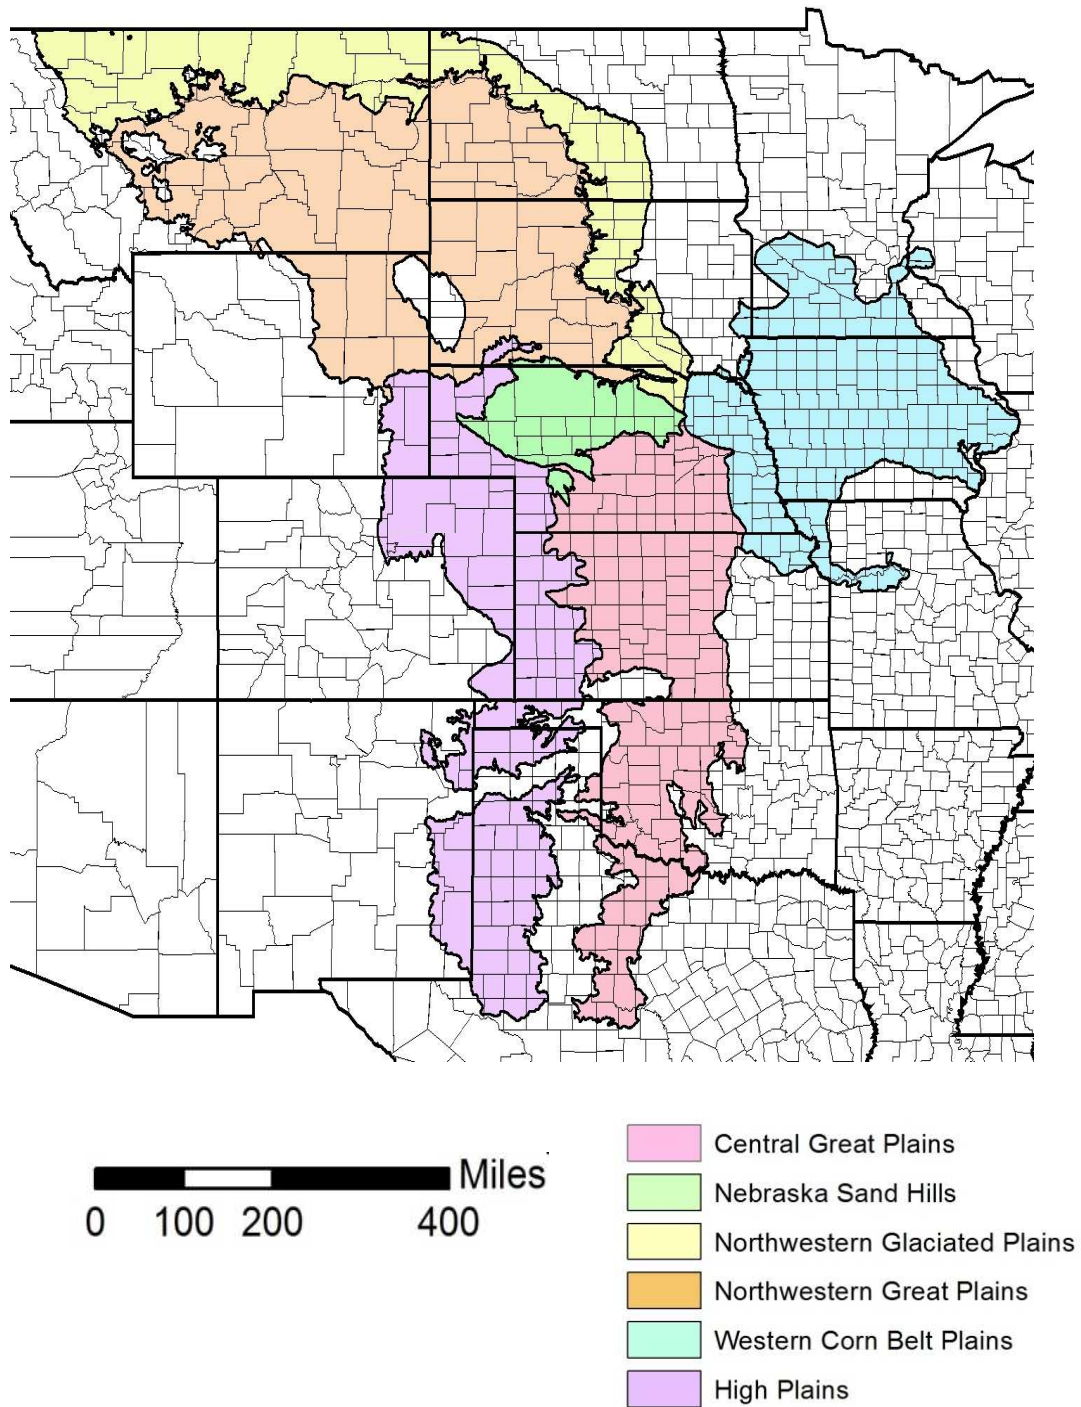 Miles
0 100 200 400
Central Great Plains
Nebraska Sand Hills
Northwestern Glaciated Plains
Northwestern Great Plains
Western Corn Belt Plains
High Plains